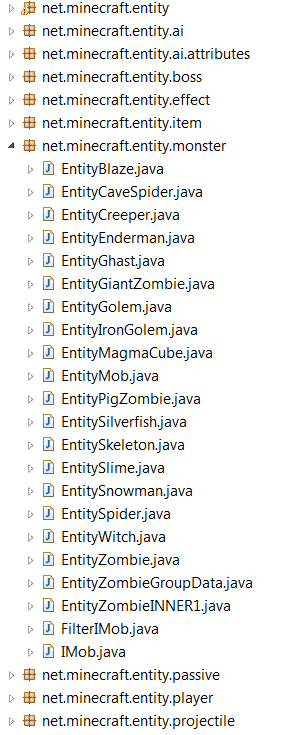 net.minecraft.entity
net.minecraft.entity.ai
net.minecraft.entity.ai.attributes
net.minecraft.entity.boss
net.minecraft.entity.effect
net.minecraft.entity.item
net.minecraft.entity.monster
EntityBlaze.java
EntityCaveSpider.java
EntityCreeper.java
EntityEnderman.java
EntityGhast.java
EntityGiantZombie.java
EntityGolem.java
EntityIronGolem.java
EntityMagmaCube.java
EntityMob.java
EntityPigZombie.java
EntitySilverfish.java
EntitySkeleton.java
EntitySlime.java
EntitySnowman.java
EntitySpider.java
EntityWitch.java
EntityZombie.java
EntityZombieGroupData.java
EntityZombieINNER1.java
FilterIMob.java
IMob.java
net.minecraft.entity.passive
net.minecraft.entity.player
net.minecraft.entity.projectile